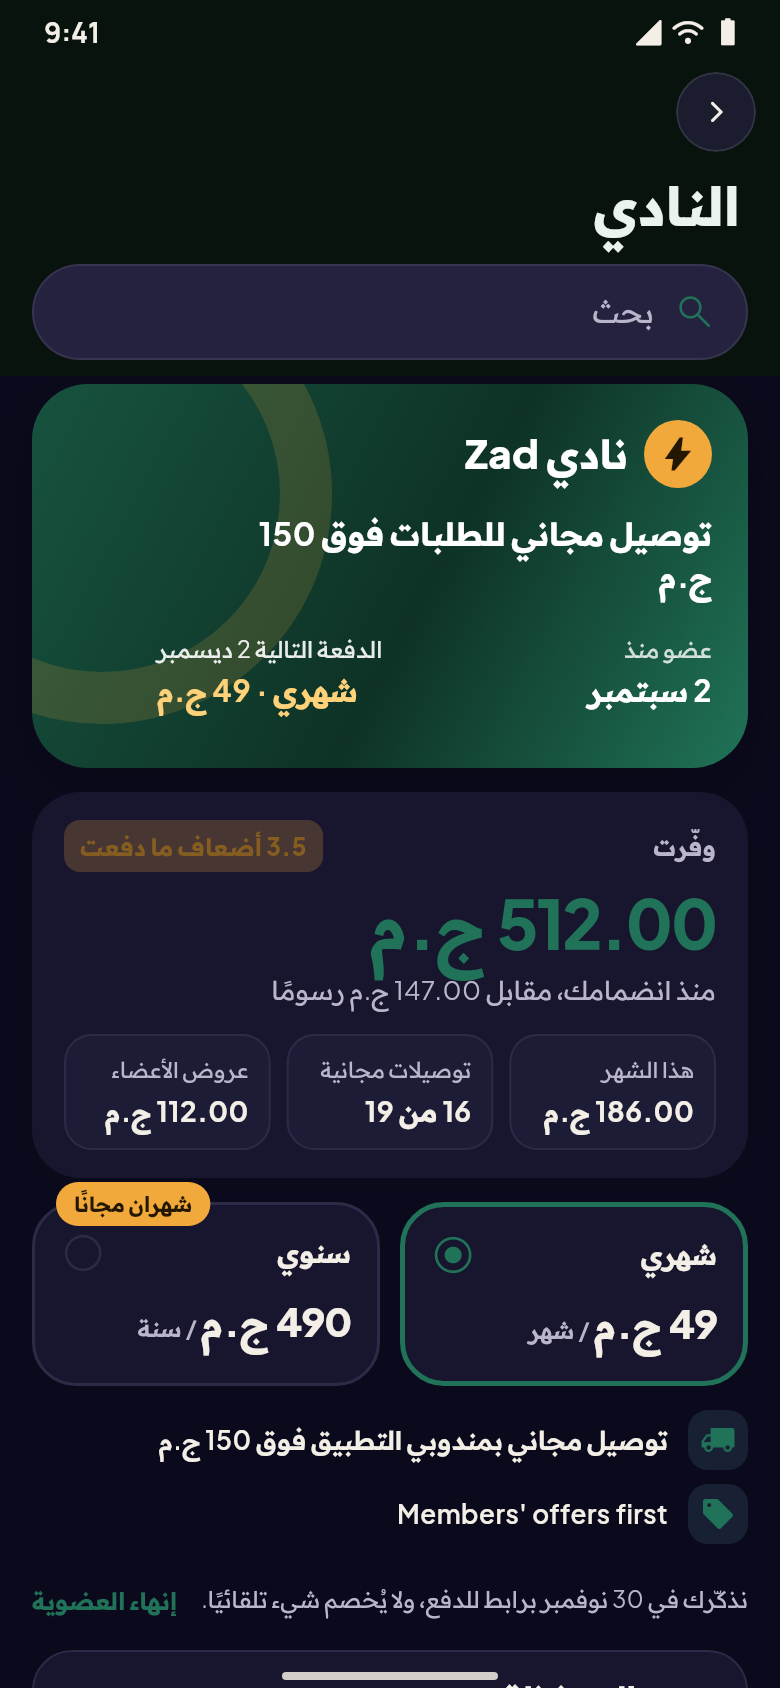 9:41
النادي
بحث
نادي Zad
توصيل مجاني للطلبات فوق 150
ج.م
عضو منذ
2 سبتمبر
الدفعة التالية 2 ديسمبر
شهري · 49 ج.م
وفّرت
3.5 أضعاف ما دفعت
512.00 ج.م
منذ انضمامك، مقابل 147.00 ج.م رسومًا
هذا الشهر
186.00 ج.م
توصيلات مجانية
16 من 19
عروض الأعضاء
112.00 ج.م
شهري
49 ج.م / شهر
شهران مجانًا
سنوي
490 ج.م / سنة
توصيل مجاني بمندوبي التطبيق فوق 150 ج.م
Members' offers first
نذكّرك في 30 نوفمبر برابط للدفع، ولا يُخصم شيء تلقائيًا.
إنهاء العضوية